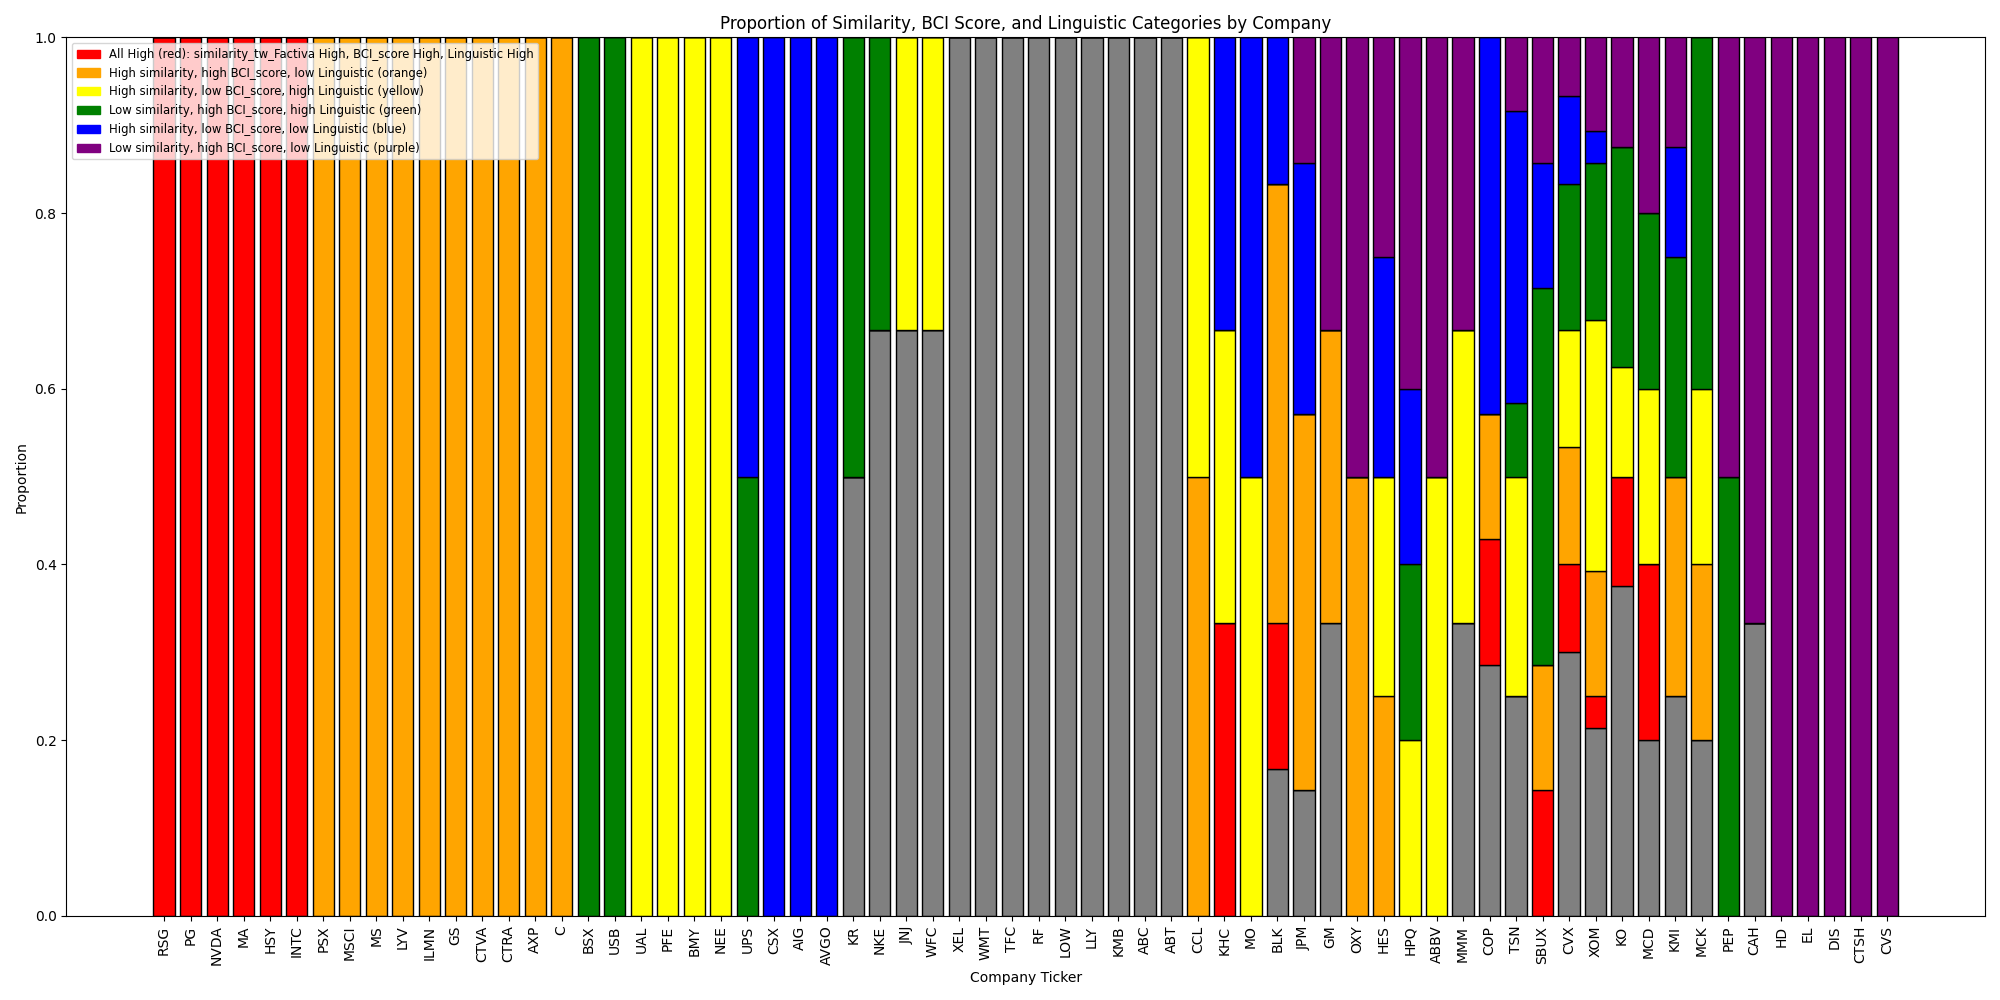 Proportion of Similarity, BCI Score, and Linguistic Categories by Company
All High (red): similarity_tw_Factiva High, BCI_score High, Linguistic High
High similarity, high BCI_score, low Linguistic (orange)
High similarity, low BCI_score, high Linguistic (yellow)
Low similarity, high BCI_score, high Linguistic (green)
High similarity, low BCI_score, low Linguistic (blue)
Low similarity, high BCI_score, low Linguistic (purple)
Proportion
1.0
0.8
0.6
0.4
0.2
0.0
RSG
PG
NVDA
MA
HSY
INTC
PSX
MSCI
MS
LYV
ILMN
GS
CTVA
CTRA
AXP
C
BSX
USB
UAL
PFE
BMY
NEE
UPS
CSX
AIG
AVGO
KR
NKE
JNJ
WFC
XEL
WMT
TFC
RF
LOW
LLY
KMB
ABC
ABT
CCL
KHC
MO
BLK
JPM
GM
OXY
HES
HPQ
ABBV
MMM
COP
TSN
SBUX
CVX
XOM
KO
MCD
KMI
MCK
PEP
CAH
HD
EL
DIS
CTSH
CVS
Company Ticker